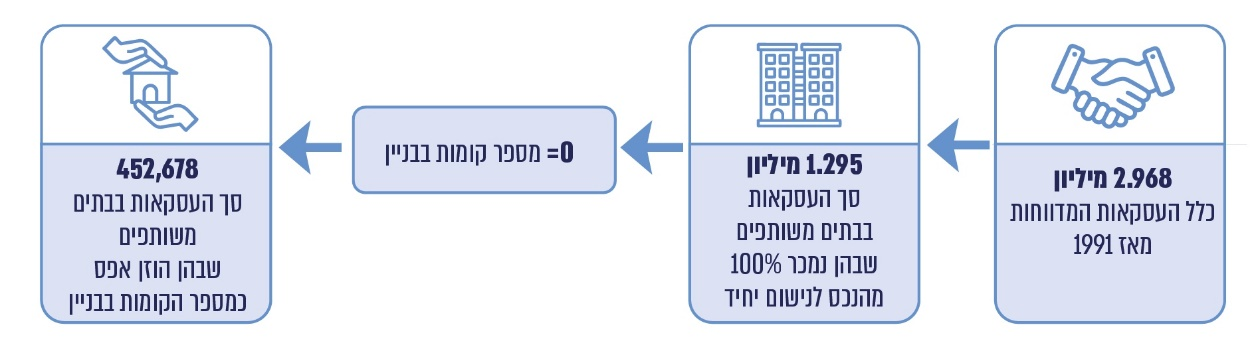 2.968 מיליון
כלל העסקאות המדווחות
מאז 1991
1.295 מיליון
סך העסקאות
בבתים משותפים
שבהן נמכר 100%
מהנכס לנישום יחיד
0= מספר קומות בבניין
452,678
סך העסקאות בבתים
משותפים
שבהן הוזן אפס
כמספר הקומות בבניין